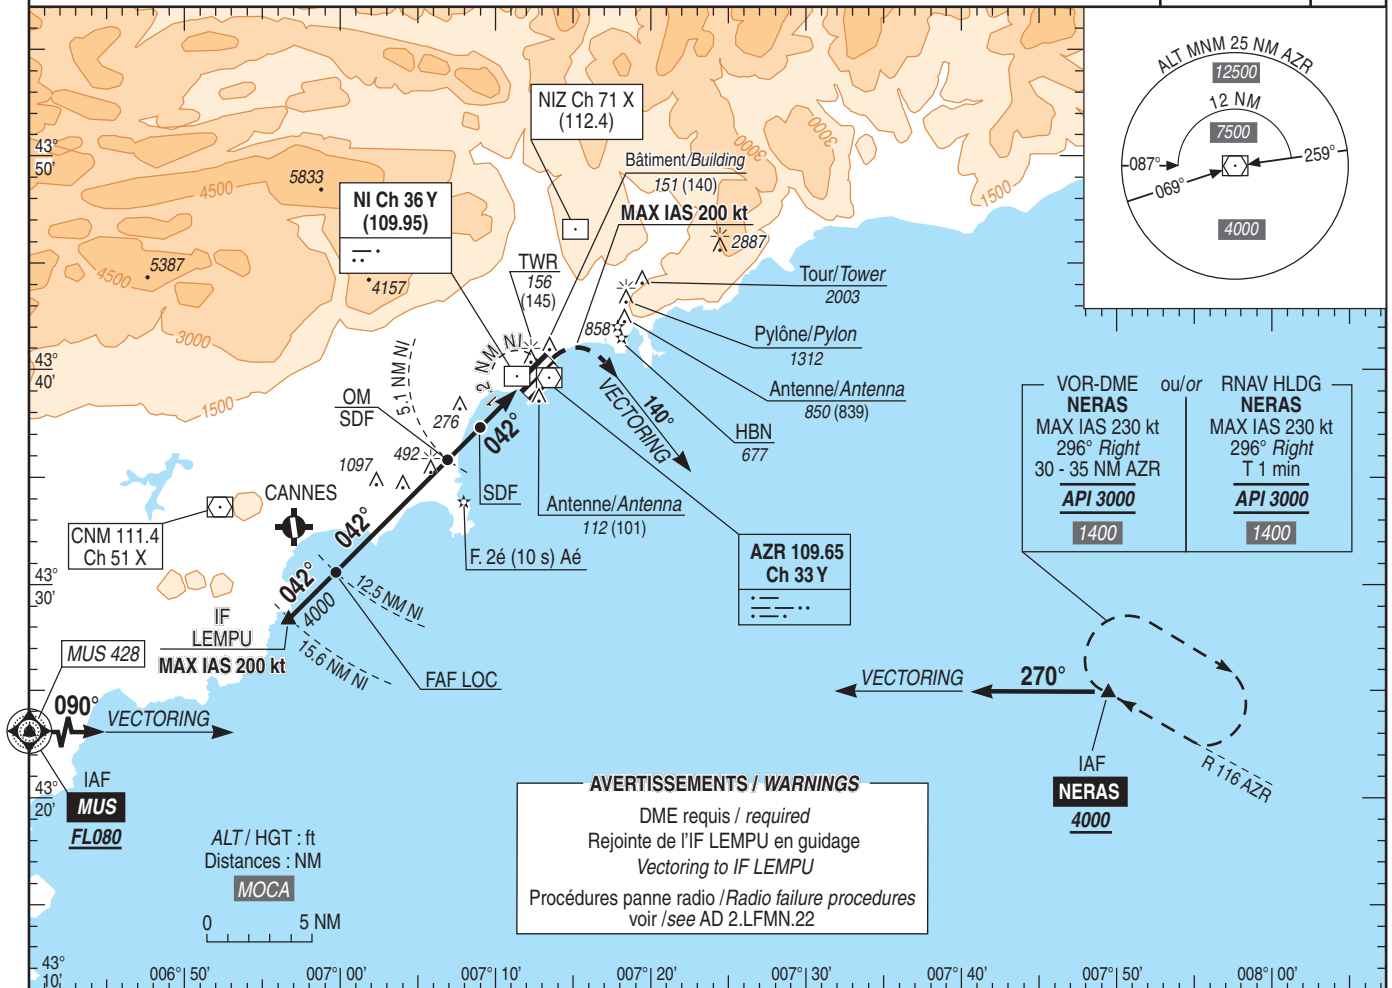 ALT MNM 25 NM AZR
12500
12 NM
7500
087°
069°
259°
4000
NIZ Ch 71 X
(112.4)
3000
3000
1500
43°
50'
5833
4500
NI Ch 36 Y
(109.95)
Bâtiment/Building
151 (140)
MAX IAS 200 kt
2887
5387
4500
4157
TWR
156
(145)
Tour/Tower
2003
858
Pylône/Pylon
1312
3000
43°
40'
5.1 NM NI
2 NM NI
VECTORING
140°
Antenne/Antenna
850 (839)
HBN
677
1500
OM
SDF
276
042°
492
1097
SDF
Antenne/Antenna
112 (101)
VOR-DME
NERAS
MAX IAS 230 kt
296° Right
30 - 35 NM AZR
API 3000
1400
ou/or
RNAV HLDG
NERAS
MAX IAS 230 kt
296° Right
T 1 min
API 3000
1400
CANNES
CNM 111.4
Ch 51 X
042°
F. 2é (10 s) Aé
AZR 109.65
Ch 33 Y
43°
30'
042°
4000
12.5 NM NI
15.6 NM NI
IF
LEMPU
MAX IAS 200 kt
FAF LOC
MUS 428
090°
VECTORING
VECTORING
270°
IAF
MUS
FL080
43°
20'
IAF
NERAS
4000
R 116 AZR
AVERTISSEMENTS / WARNINGS
DME requis / required
Rejointe de l'IF LEMPU en guidage
Vectoring to IF LEMPU
Procédures panne radio /Radio failure procedures
voir /see AD 2.LFMN.22
ALT / HGT : ft
Distances : NM
MOCA
0 5 NM
43°
10'
006°50'
007°00'
007°10'
007°20'
007°30'
007°40'
007°50'
008°00'